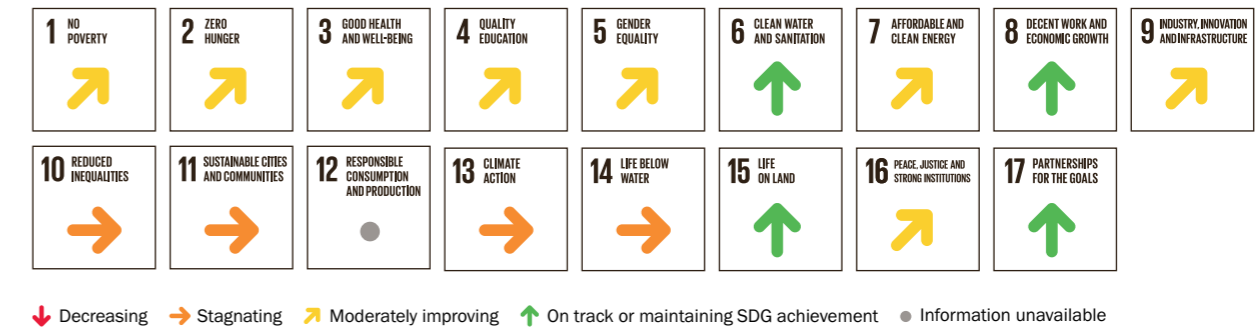 1 NO
POVERTY
2 ZERO
HUNGER
3 GOOD HEALTH
AND WELL-BEING
4 QUALITY
EDUCATION
5 GENDER
EQUALITY
6 CLEAN WATER
AND SANITATION
7 AFFORDABLE AND
CLEAN ENERGY
8 DECENT WORK AND
ECONOMIC GROWTH
9 INDUSTRY, INNOVATION
AND INFRASTRUCTURE
10 REDUCED
INEQUALITIES
11 SUSTAINABLE CITIES
AND COMMUNITIES
12 RESPONSIBLE
CONSUMPTION
AND PRODUCTION
13 CLIMATE
ACTION
14 LIFE BELOW
WATER
15 LIFE
ON LAND
16 PEACE, JUSTICE AND
STRONG INSTITUTIONS
17 PARTNERSHIPS
FOR THE GOALS
Decreasing Stagnating Moderately improving On track or maintaining SDG achievement Information unavailable